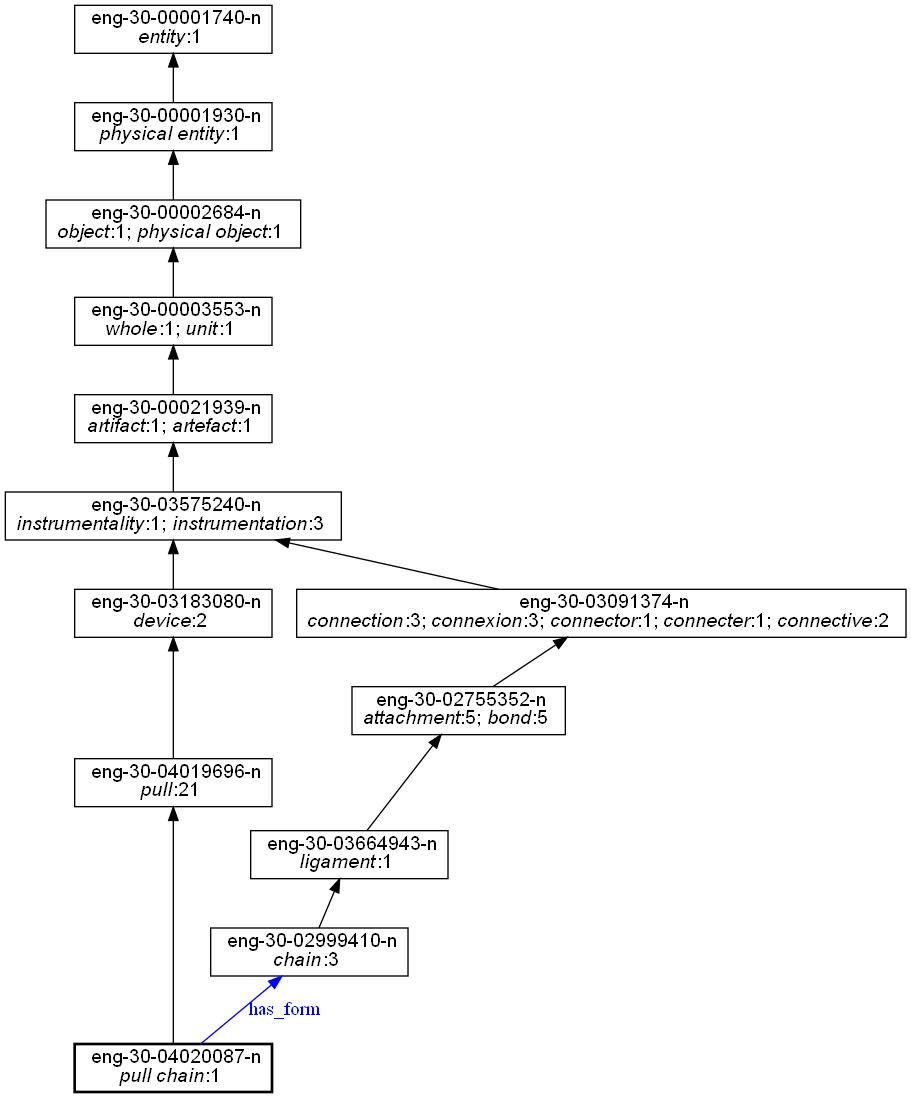 eng-30-00001740-n
entity:1
eng-30-00001930-n
physical entity:1
eng-30-00002684-n
object:1; physical object:1
eng-30-00003553-n
whole:1; unit:1
eng-30-00021939-n
artifact:1; artefact:1
eng-30-03575240-n
instrumentality:1; instrumentation:3
eng-30-03183080-n
device:2
eng-30-03091374-n
connection:3; connexion:3; connector:1; connecter:1; connective:2
eng-30-02755352-n
attachment:5; bond:5
eng-30-04019696-n
pull:21
eng-30-03664943-n
ligament:1
eng-30-02999410-n
chain:3
has_form
eng-30-04020087-n
pull chain:1